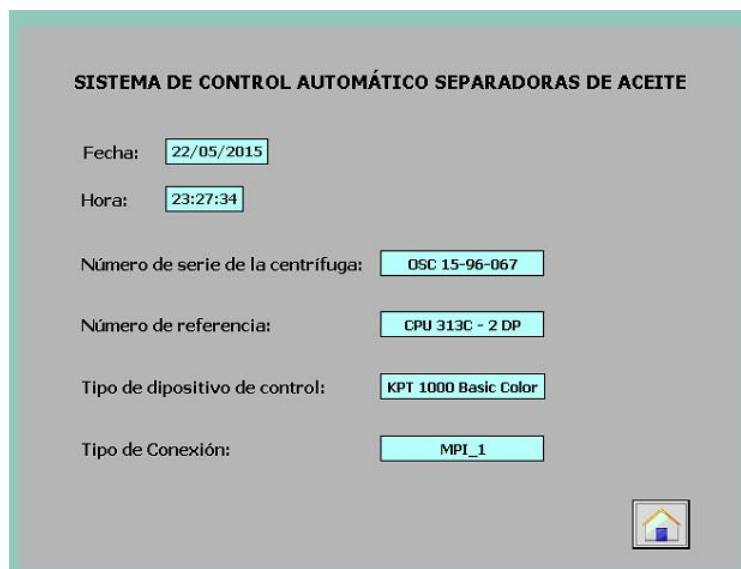 SISTEMA DE CONTROL AUTOMÁTICO SEPARADORAS DE ACEITE
Fecha: 22/05/2015
Hora: 23:27:34
Número de serie de la centrífuga: OSC 15-96-067
Número de referencia: CPU 313C - 2 DP
Tipo de dipositivo de control: KPT 1000 Basic Color
Tipo de Conexión: MPI_1